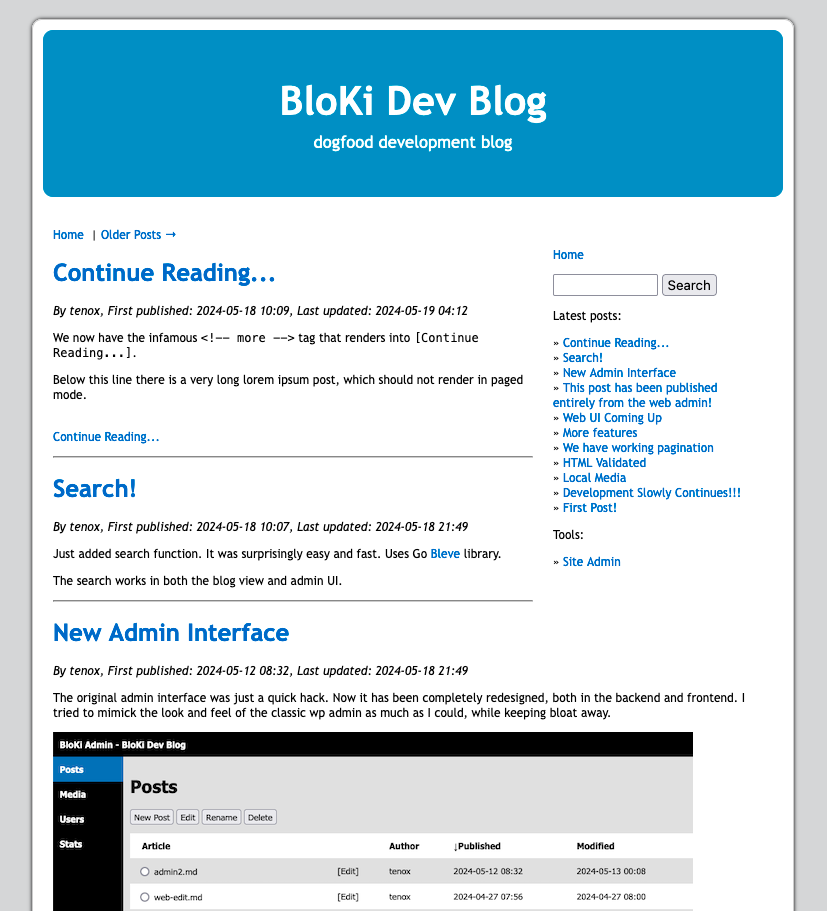 BloKi Dev Blog
dogfood development blog
Home | Older Posts →
Continue Reading...
By tenox, First published: 2024-05-18 10:09, Last updated: 2024-05-19 04:12
We now have the infamous <!-- more --> tag that renders into [Continue
Reading...].
Below this line there is a very long lorem ipsum post, which should not render in paged
mode.
Continue Reading...
Search!
By tenox, First published: 2024-05-18 10:07, Last updated: 2024-05-18 21:49
Just added search function. It was surprisingly easy and fast. Uses Go Bleve library.
The search works in both the blog view and admin UI.
Home
Search
Latest posts:
» Continue Reading...
» Search!
» New Admin Interface
» This post has been published
entirely from the web admin!
» Web UI Coming Up
» More features
» We have working pagination
» HTML Validated
» Local Media
» Development Slowly Continues!!!
» First Post!
Tools:
» Site Admin
New Admin Interface
By tenox, First published: 2024-05-12 08:32, Last updated: 2024-05-18 21:49
The original admin interface was just a quick hack. Now it has been completely redesigned, both in the backend and frontend. I
tried to mimick the look and feel of the classic wp admin as much as I could, while keeping bloat away.
BloKi Admin - BloKi Dev Blog
Posts
Media
Users
Stats
Posts
New Post Edit Rename Delete
Article Author ↓Published Modified
admin2.md [Edit] tenox 2024-05-12 08:32 2024-05-13 00:08
web-edit.md [Edit] tenox 2024-04-27 07:56 2024-04-27 08:00